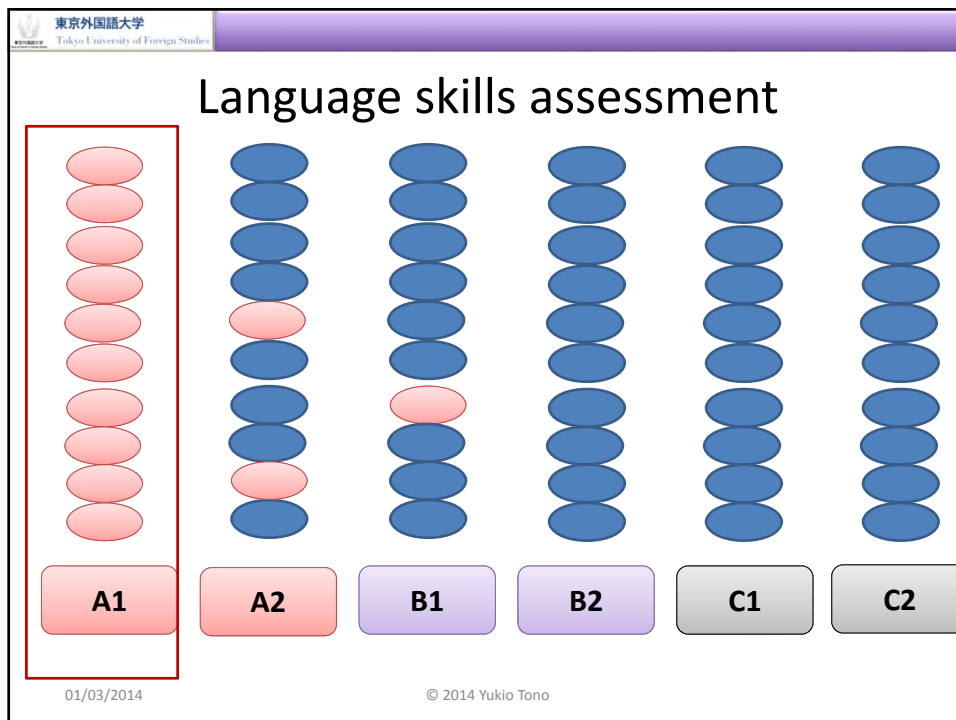 東京外国語大学
Tokyo University of Foreign Studies
Language skills assessment
A1 A2 B1 B2 C1 C2
01/03/2014 © 2014 Yukio Tono